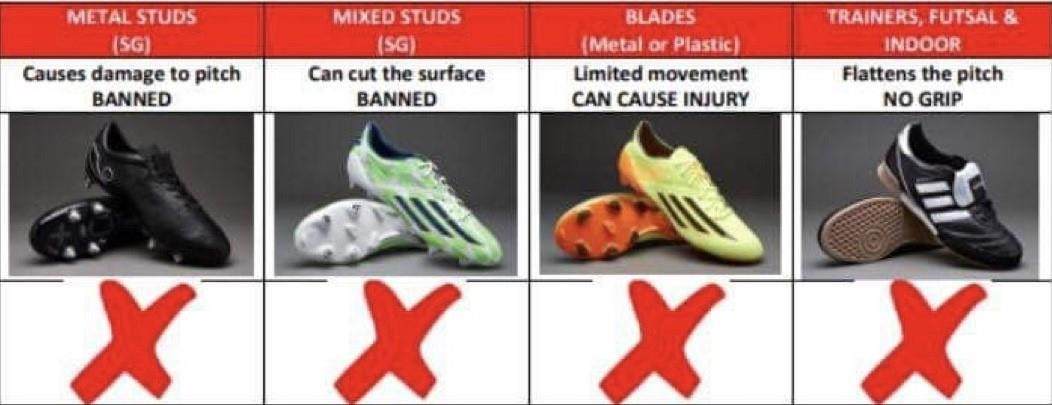 METAL STUDS
(SG)
MIXED STUDS
(SG)
BLADES
(Metal or Plastic)
TRAINERS, FUTSAL &
INDOOR
Causes damage to pitch
BANNED
Can cut the surface
BANNED
Limited movement
CAN CAUSE INJURY
Flattens the pitch
NO GRIP